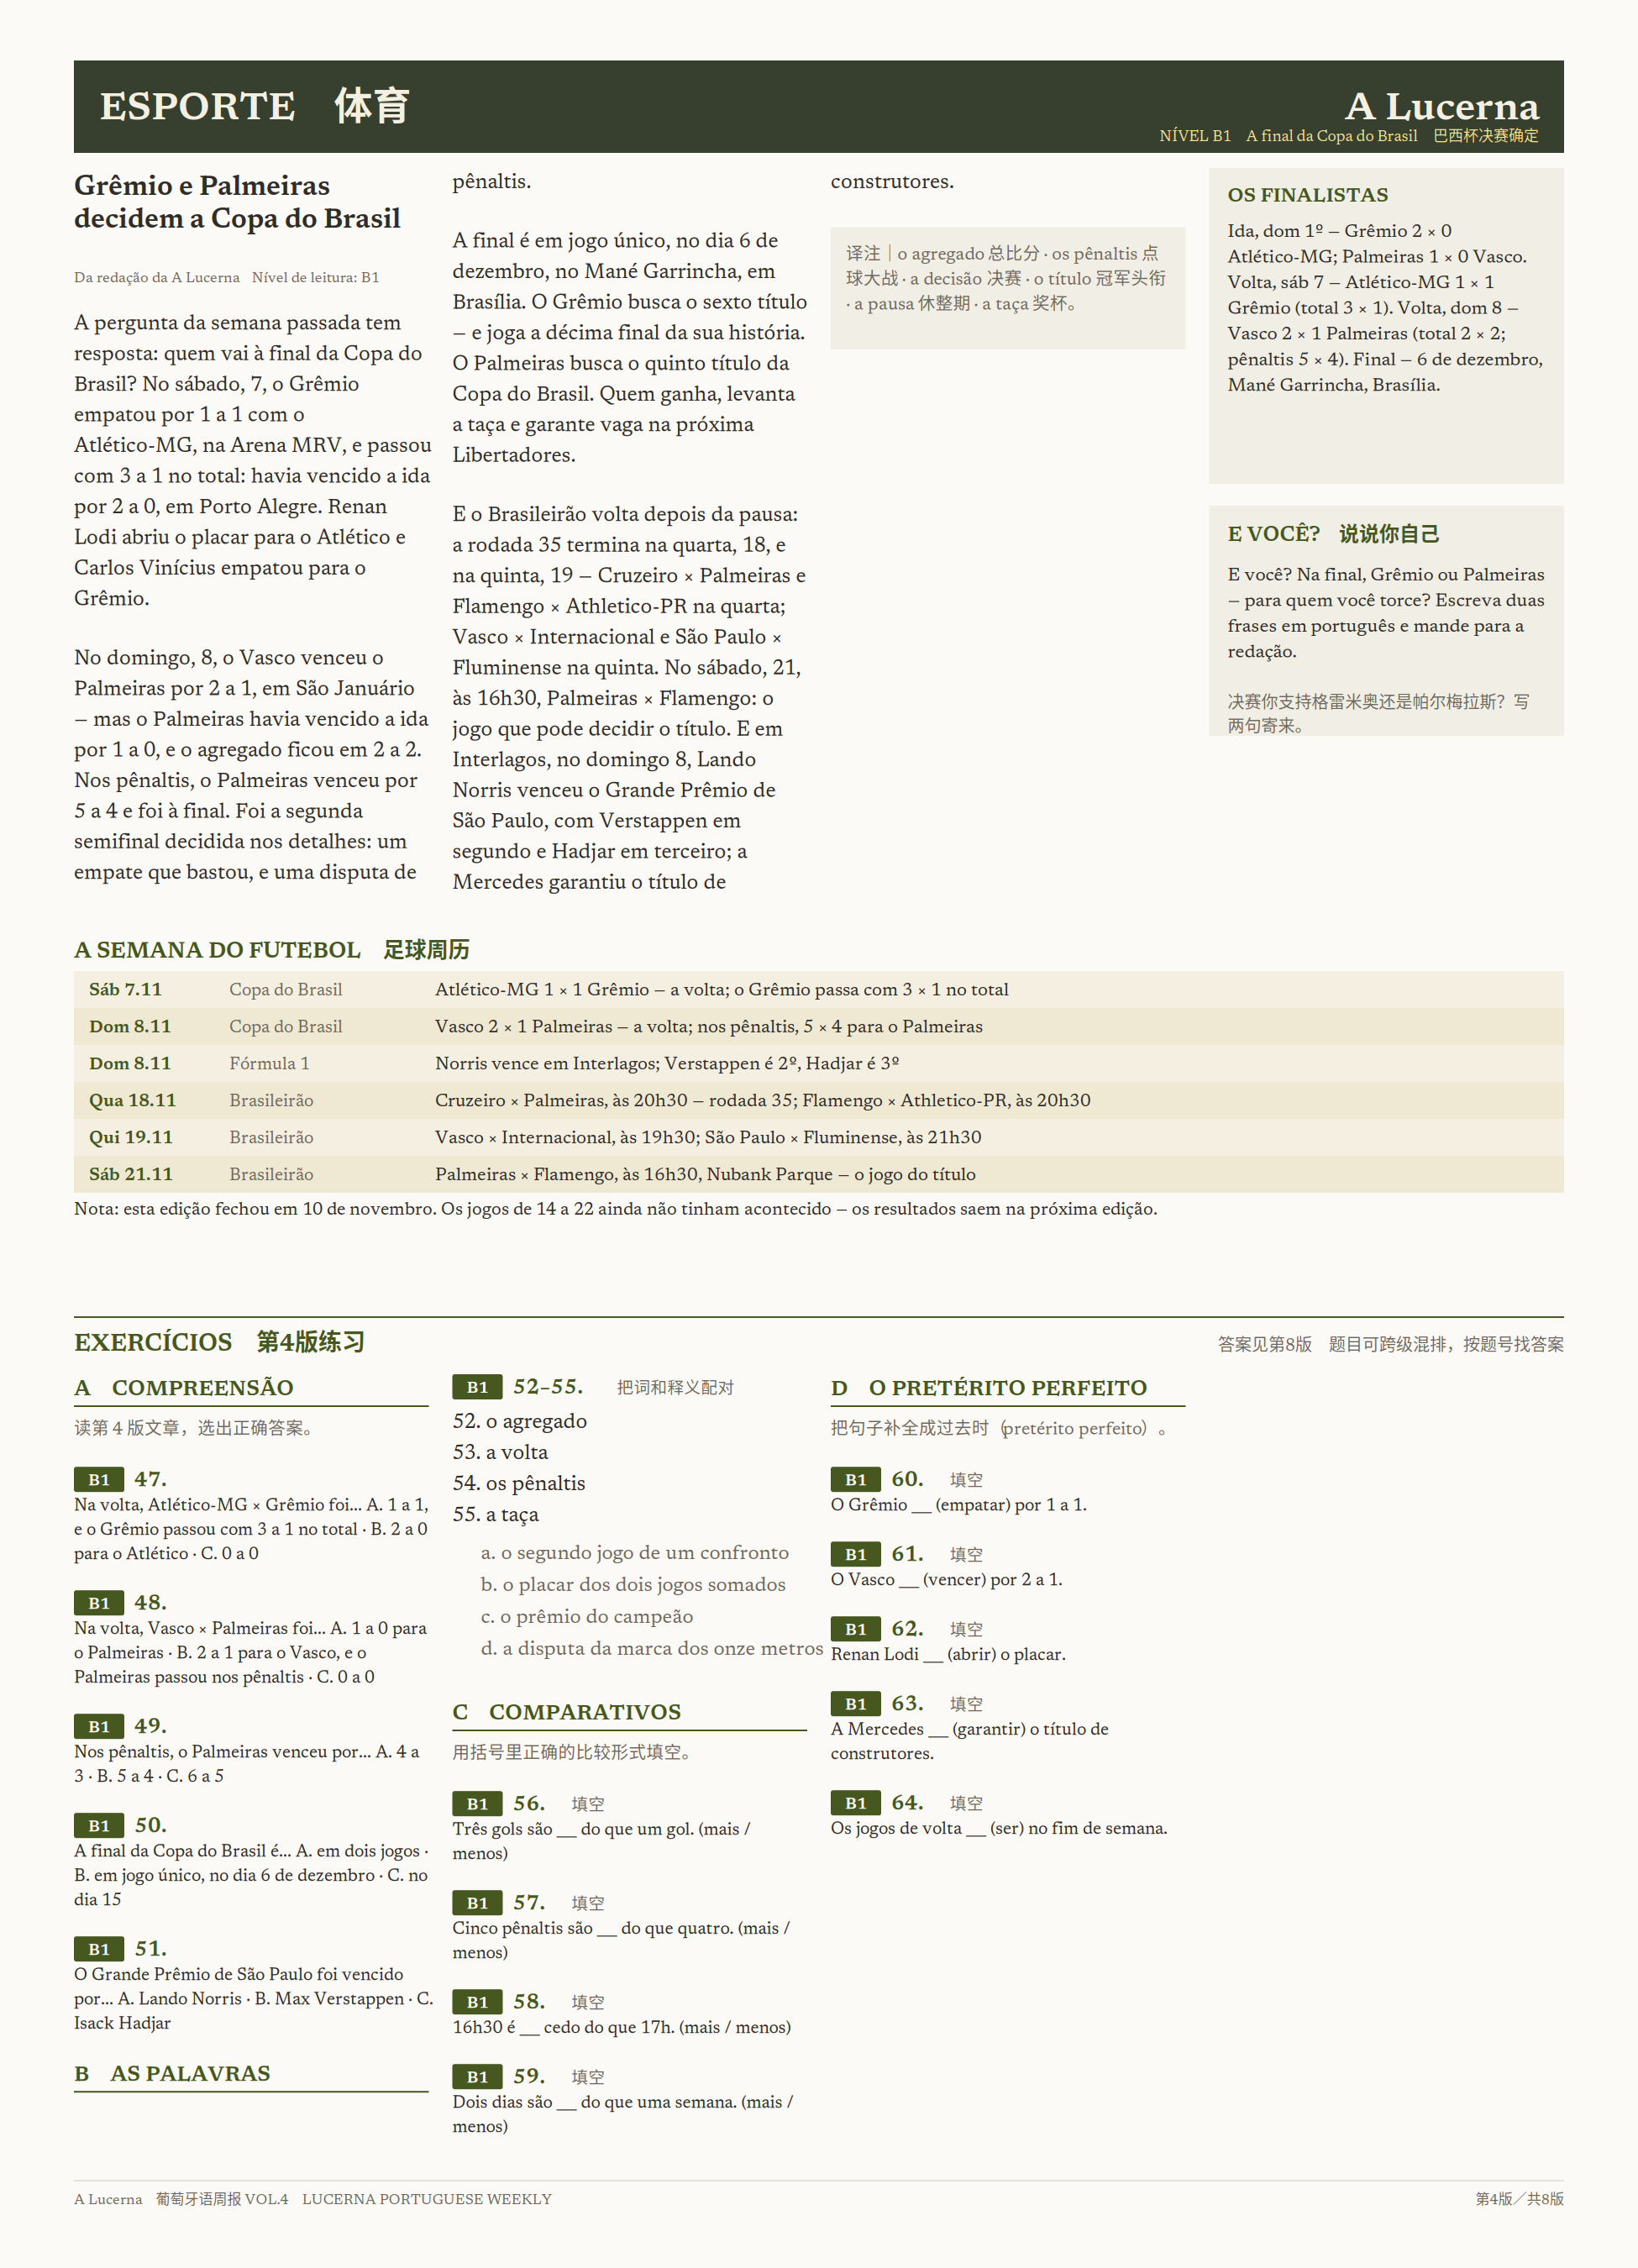 ESPORTE 体育
A Lucerna
NÍVEL B1 A final da Copa do Brasil 巴西杯决赛确定
Grêmio e Palmeiras
decidem a Copa do Brasil
Da redação da A Lucerna Nível de leitura: B1
A pergunta da semana passada tem
resposta: quem vai à final da Copa do
Brasil? No sábado, 7, o Grêmio
empatou por 1 a 1 com o
Atlético-MG, na Arena MRV, e passou
com 3 a 1 no total: havia vencido a ida
por 2 a 0, em Porto Alegre. Renan
Lodi abriu o placar para o Atlético e
Carlos Vinícius empatou para o
Grêmio.
No domingo, 8, o Vasco venceu o
Palmeiras por 2 a 1, em São Januário
— mas o Palmeiras havia vencido a ida
por 1 a 0, e o agregado ficou em 2 a 2.
Nos pênaltis, o Palmeiras venceu por
5 a 4 e foi à final. Foi a segunda
semifinal decidida nos detalhes: um
empate que bastou, e uma disputa de
pênaltis.
A final é em jogo único, no dia 6 de
dezembro, no Mané Garrincha, em
Brasília. O Grêmio busca o sexto título
— e joga a décima final da sua história.
O Palmeiras busca o quinto título da
Copa do Brasil. Quem ganha, levanta
a taça e garante vaga na próxima
Libertadores.
E o Brasileirão volta depois da pausa:
a rodada 35 termina na quarta, 18, e
na quinta, 19 — Cruzeiro × Palmeiras e
Flamengo × Athletico-PR na quarta;
Vasco × Internacional e São Paulo ×
Fluminense na quinta. No sábado, 21,
às 16h30, Palmeiras × Flamengo: o
jogo que pode decidir o título. E em
Interlagos, no domingo 8, Lando
Norris venceu o Grande Prêmio de
São Paulo, com Verstappen em
segundo e Hadjar em terceiro; a
Mercedes garantiu o título de
construtores.
译注｜o agregado 总比分 · os pênaltis 点
球大战 · a decisão 决赛 · o título 冠军头衔
· a pausa 休整期 · a taça 奖杯。
OS FINALISTAS
Ida, dom 1º — Grêmio 2 × 0
Atlético-MG; Palmeiras 1 × 0 Vasco.
Volta, sáb 7 — Atlético-MG 1 × 1
Grêmio (total 3 × 1). Volta, dom 8 —
Vasco 2 × 1 Palmeiras (total 2 × 2;
pênaltis 5 × 4). Final — 6 de dezembro,
Mané Garrincha, Brasília.
E VOCÊ? 说说你自己
E você? Na final, Grêmio ou Palmeiras
— para quem você torce? Escreva duas
frases em português e mande para a
redação.
决赛你支持格雷米奥还是帕尔梅拉斯？写
两句寄来。
A SEMANA DO FUTEBOL 足球周历
Sáb 7.11 Copa do Brasil Atlético-MG 1 × 1 Grêmio — a volta; o Grêmio passa com 3 × 1 no total
Dom 8.11 Copa do Brasil Vasco 2 × 1 Palmeiras — a volta; nos pênaltis, 5 × 4 para o Palmeiras
Dom 8.11 Fórmula 1 Norris vence em Interlagos; Verstappen é 2º, Hadjar é 3º
Qua 18.11 Brasileirão Cruzeiro × Palmeiras, às 20h30 — rodada 35; Flamengo × Athletico-PR, às 20h30
Qui 19.11 Brasileirão Vasco × Internacional, às 19h30; São Paulo × Fluminense, às 21h30
Sáb 21.11 Brasileirão Palmeiras × Flamengo, às 16h30, Nubank Parque — o jogo do título
Nota: esta edição fechou em 10 de novembro. Os jogos de 14 a 22 ainda não tinham acontecido — os resultados saem na próxima edição.
EXERCÍCIOS 第4版练习
答案见第8版 题目可跨级混排，按题号找答案
A COMPREENSÃO
读第 4 版文章，选出正确答案。
B1 47.
Na volta, Atlético-MG × Grêmio foi... A. 1 a 1,
e o Grêmio passou com 3 a 1 no total · B. 2 a 0
para o Atlético · C. 0 a 0
B1 48.
Na volta, Vasco × Palmeiras foi... A. 1 a 0 para
o Palmeiras · B. 2 a 1 para o Vasco, e o
Palmeiras passou nos pênaltis · C. 0 a 0
B1 49.
Nos pênaltis, o Palmeiras venceu por... A. 4 a
3 · B. 5 a 4 · C. 6 a 5
B1 50.
A final da Copa do Brasil é... A. em dois jogos ·
B. em jogo único, no dia 6 de dezembro · C. no
dia 15
B1 51.
O Grande Prêmio de São Paulo foi vencido
por... A. Lando Norris · B. Max Verstappen · C.
Isack Hadjar
B AS PALAVRAS
B1 52–55. 把词和释义配对
52. o agregado
53. a volta
54. os pênaltis
55. a taça
a. o segundo jogo de um confronto
b. o placar dos dois jogos somados
c. o prêmio do campeão
d. a disputa da marca dos onze metros
C COMPARATIVOS
用括号里正确的比较形式填空。
B1 56. 填空
Três gols são __ do que um gol. (mais /
menos)
B1 57. 填空
Cinco pênaltis são __ do que quatro. (mais /
menos)
B1 58. 填空
16h30 é __ cedo do que 17h. (mais / menos)
B1 59. 填空
Dois dias são __ do que uma semana. (mais /
menos)
D O PRETÉRITO PERFEITO
把句子补全成过去时（pretérito perfeito）。
B1 60. 填空
O Grêmio __ (empatar) por 1 a 1.
B1 61. 填空
O Vasco __ (vencer) por 2 a 1.
B1 62. 填空
Renan Lodi __ (abrir) o placar.
B1 63. 填空
A Mercedes __ (garantir) o título de
construtores.
B1 64. 填空
Os jogos de volta __ (ser) no fim de semana.
A Lucerna 葡萄牙语周报 VOL.4 LUCERNA PORTUGUESE WEEKLY
第4版／共8版